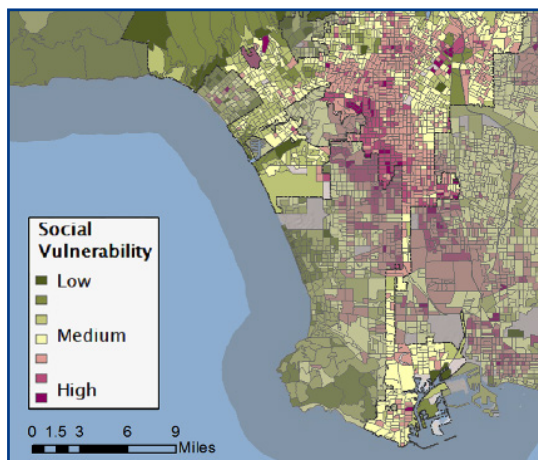 Social
Vulnerability
Low
Medium
High
0 1.5 3 6 9
Miles